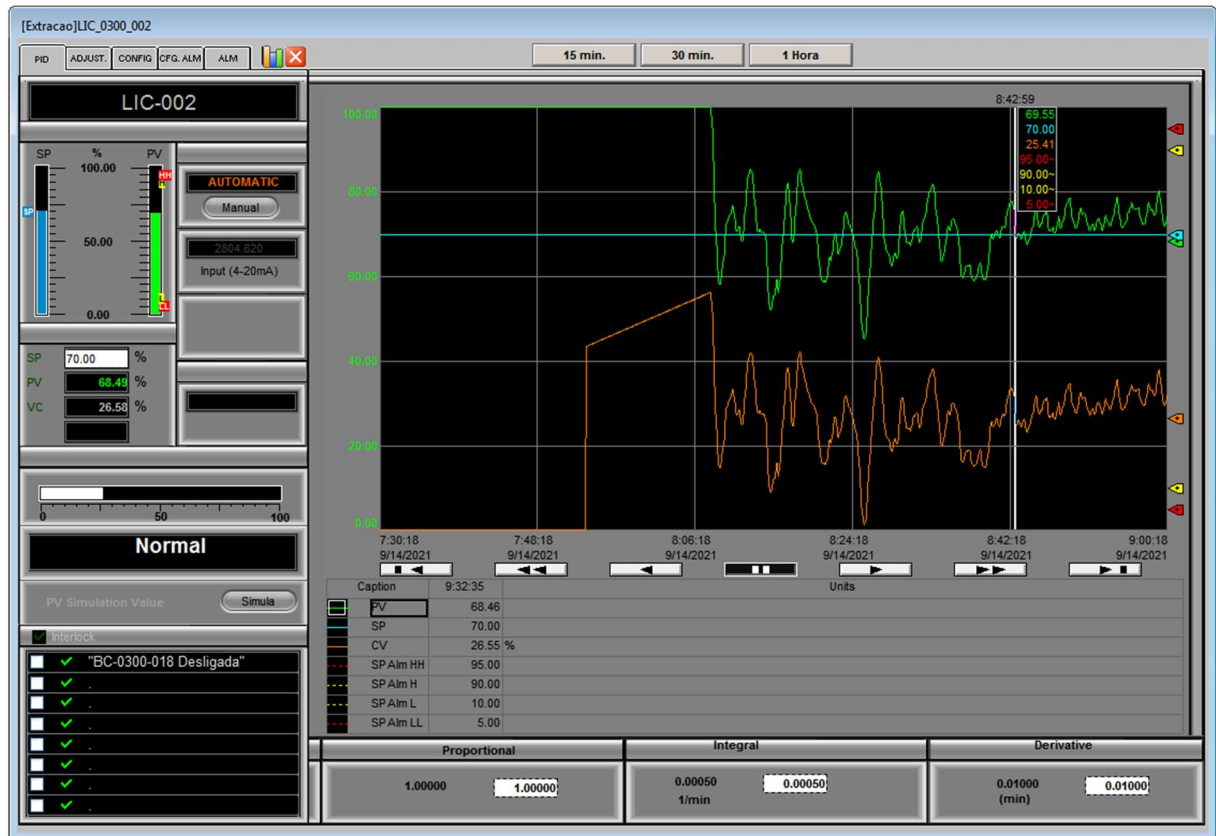 [Extracao]LIC_0300_002
PID ADJUST. CONFIG CFG. ALM ALM
15 min. 30 min. 1 Hora
LIC-002
SP % PV
100.00
HH
H
SP
50.00
L
0.00
AUTOMATIC
Manual
2804.820
Input (4-20mA)
SP 70.00 %
PV 68.49 %
VC 26.58 %
0 50 100
Normal
PV Simulation Value Simula
Interlock
"BC-0300-018 Desligada"
.
.
.
.
.
.
.
8:42:59
100.00
80.00
60.00
40.00
20.00
0.00
69.55
70.00
25.41
95.00~
90.00~
10.00~
5.00~
7:30:18 7:48:18 8:06:18 8:24:18 8:42:18 9:00:18
9/14/2021 9/14/2021 9/14/2021 9/14/2021 9/14/2021 9/14/2021
Caption 9:32:35 Units
PV 68.46
SP 70.00
CV 26.55 %
SP Alm HH 95.00
SP Alm H 90.00
SP Alm L 10.00
SP Alm LL 5.00
Proportional Integral Derivative
1.00000 1.00000
0.00050 0.00050
1/min
0.01000 0.01000
(min)